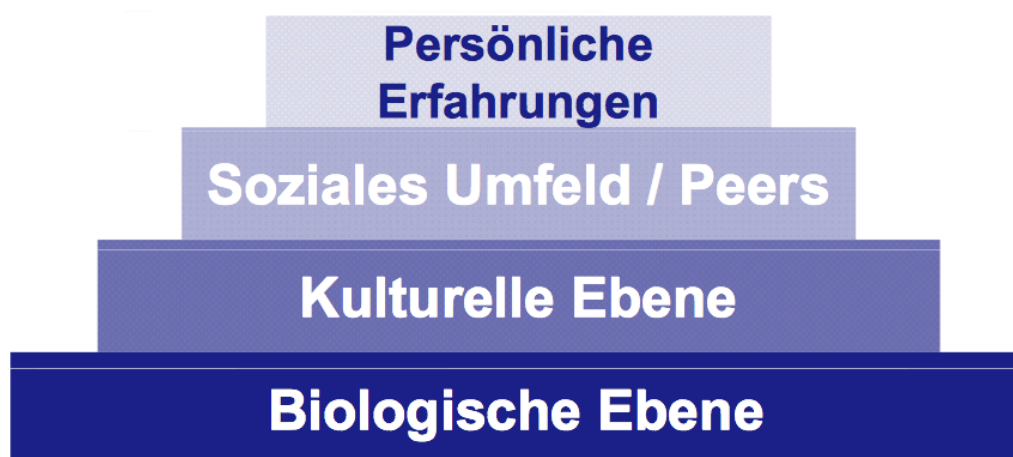 Persönliche
Erfahrungen
Soziales Umfeld / Peers
Kulturelle Ebene
Biologische Ebene